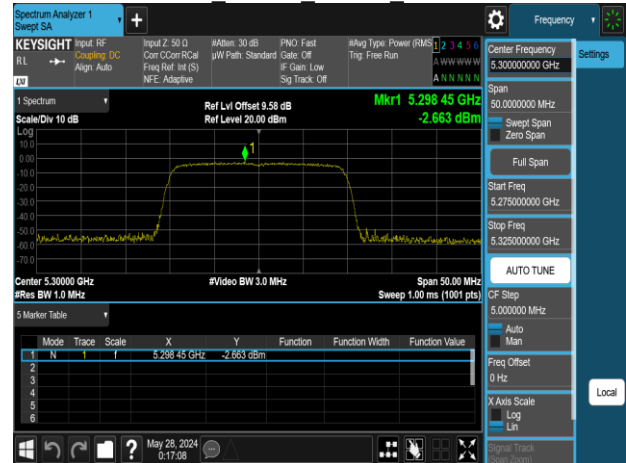 Spectrum Analyzer 1
Swept SA
Frequency
KEYSIGHT
RL
LXI
Input: RF
Coupling: DC
Align: Auto
Input Z: 50 Ω
Corr CCorr RCal
Freq Ref: Int (S)
NFE: Adaptive
#Atten: 30 dB
µW Path: Standard
PNO: Fast
Gate: Off
IF Gain: Low
Sig Track: Off
#Avg Type: Power (RMS
Trig: Free Run
1 2 3 4 5 6
A W W W W W
A N N N N N
1 Spectrum
Scale/Div 10 dB
Ref Lvl Offset 9.58 dB
Ref Level 20.00 dBm
Mkr1 5.298 45 GHz
-2.663 dBm
Log
10.0
0.00
-10.0
-20.0
-30.0
-40.0
-50.0
-60.0
-70.0
1
Center 5.30000 GHz
#Res BW 1.0 MHz
#Video BW 3.0 MHz
Span 50.00 MHz
Sweep 1.00 ms (1001 pts)
5 Marker Table
Mode Trace Scale X Y Function Function Width Function Value
1 N 1 f 5.298 45 GHz -2.663 dBm
2
3
4
5
6
May 28, 2024
0:17:08
Center Frequency
5.30000000 GHz
Settings
Span
50.0000000 MHz
Swept Span
Zero Span
Full Span
Start Freq
5.275000000 GHz
Stop Freq
5.325000000 GHz
AUTO TUNE
CF Step
5.000000 MHz
Auto
Man
Freq Offset
0 Hz
X Axis Scale
Log
Lin
Local
Signal Track
(Span Zoom)